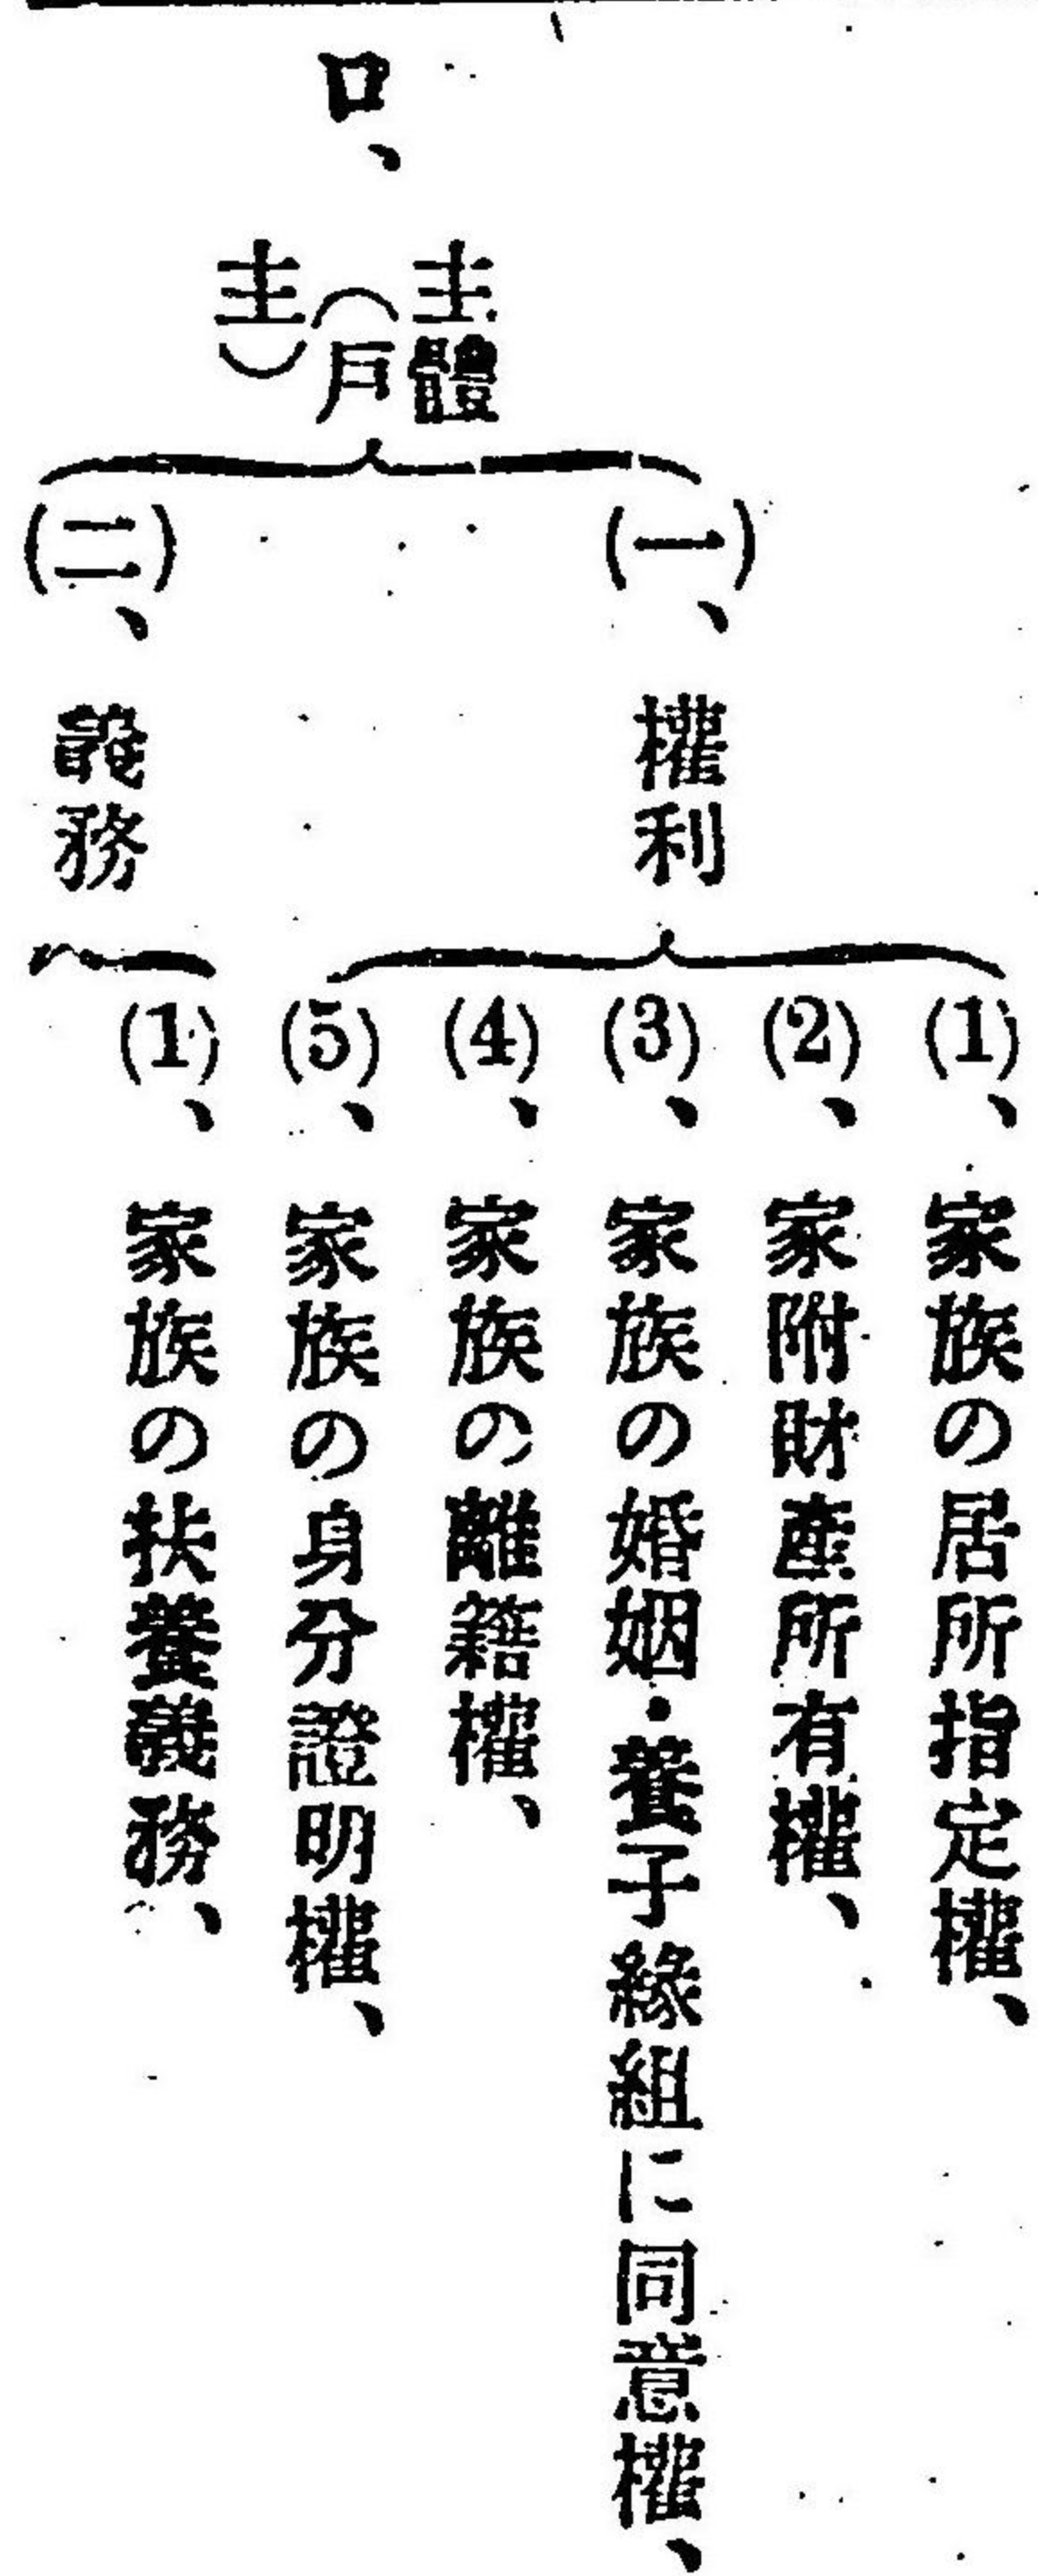 ロ、
主體
（戶
主）
(一)、權利
(1)、家族の居所指定權、
(2)、家附財產所有權、
(3)、家族の婚姻・養子緣組に同意權、
(4)、家族の離籍權、
(5)、家族の身分證明權、
(二)、義務
(1)、家族の扶養義務、